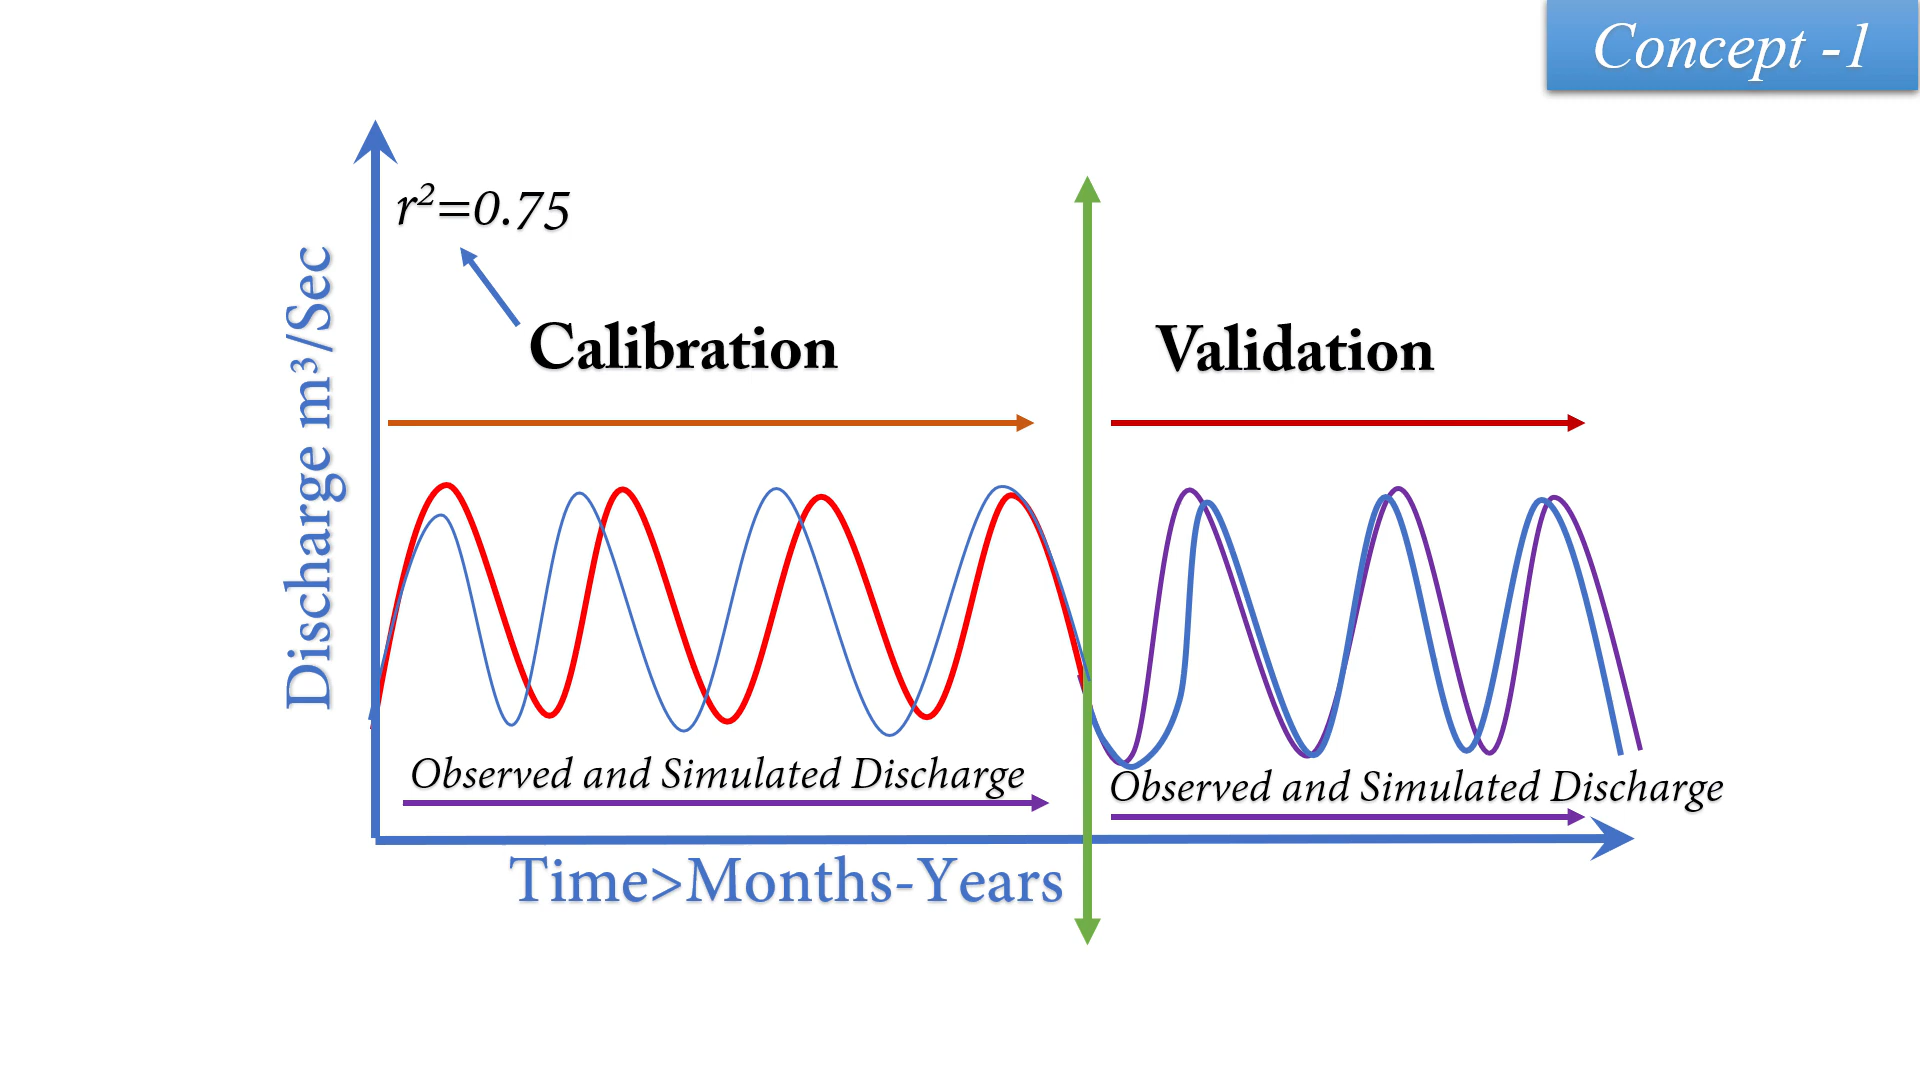 Concept -1
r²=0.75
Calibration
Validation
Discharge m³/Sec
Observed and Simulated Discharge
Observed and Simulated Discharge
Time>Months-Years